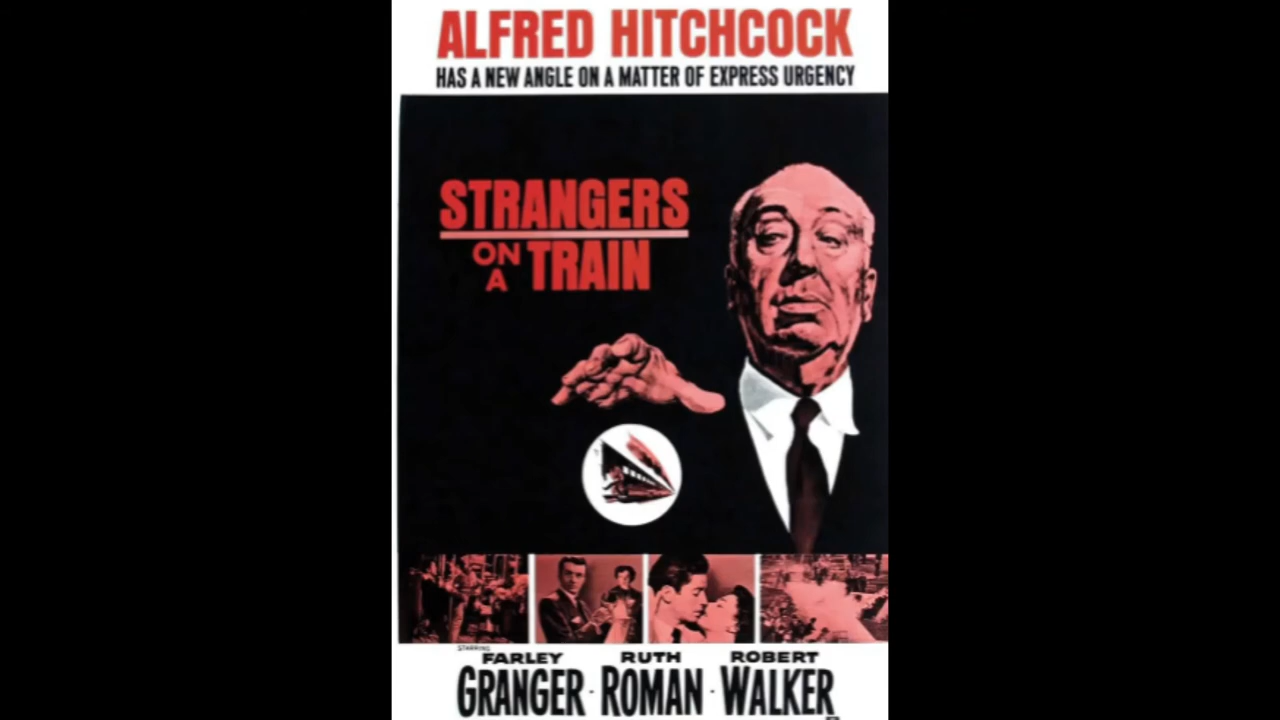 ALFRED HITCHCOCK
HAS A NEW ANGLE ON A MATTER OF EXPRESS URGENCY
STRANGERS
ON A TRAIN
STARRING
FARLEY RUTH ROBERT
GRANGER · ROMAN · WALKER